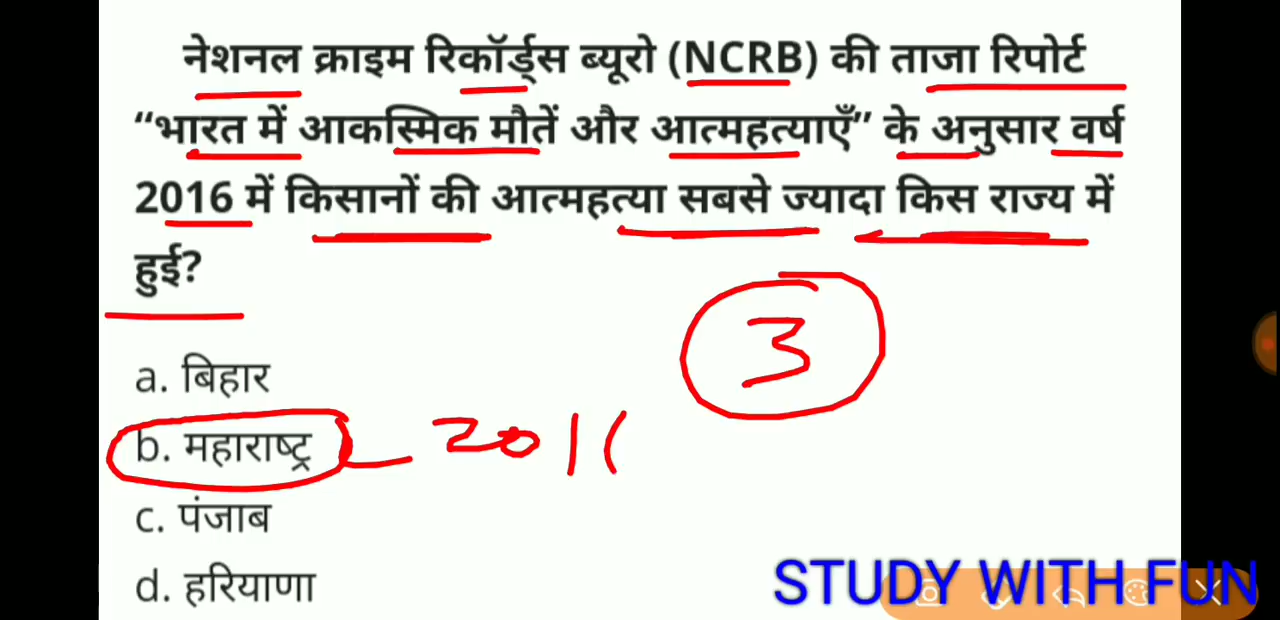 नेशनल क्राइम रिकॉर्ड्स ब्यूरो (NCRB) की ताजा रिपोर्ट
“भारत में आकस्मिक मौतें और आत्महत्याएँ” के अनुसार वर्ष
2016 में किसानों की आत्महत्या सबसे ज्यादा किस राज्य में
हुई?
3
a. बिहार
b. महाराष्ट्र
c. पंजाब
d. हरियाणा
STUDY WITH FUN